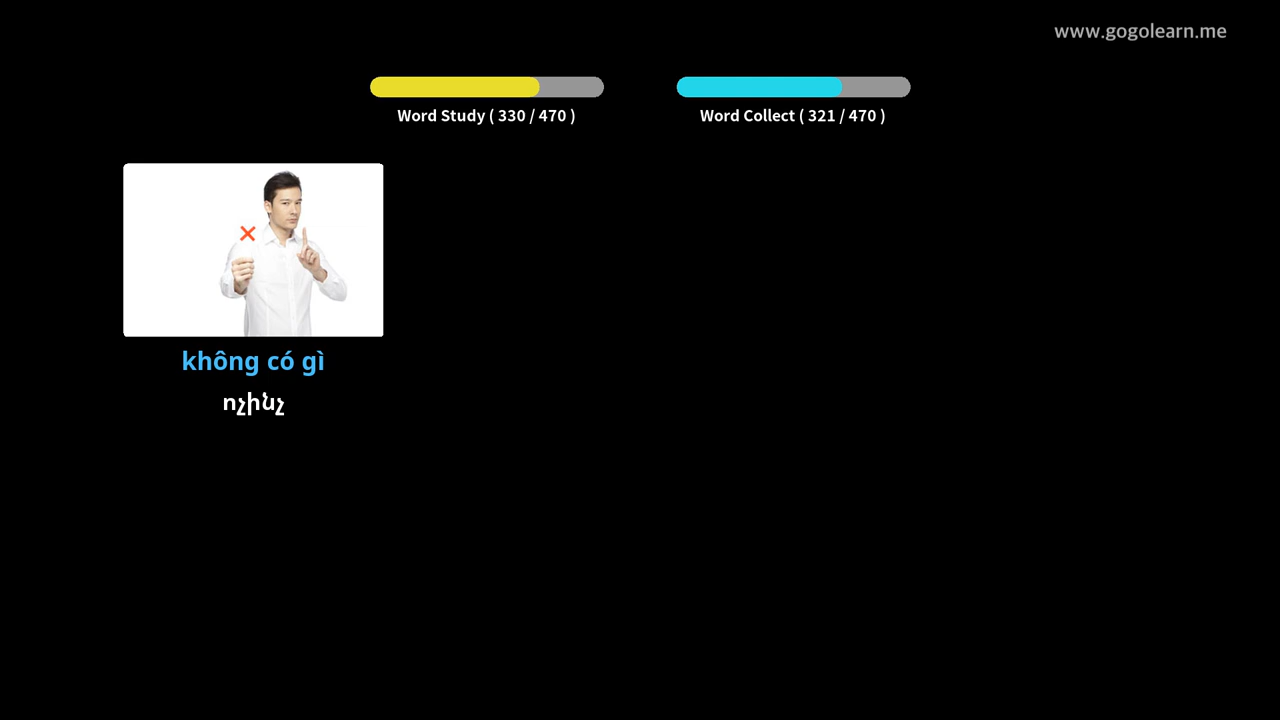 www.gogolearn.me
Word Study ( 330 / 470 )
Word Collect ( 321 / 470 )
không có gì
ոչինչ